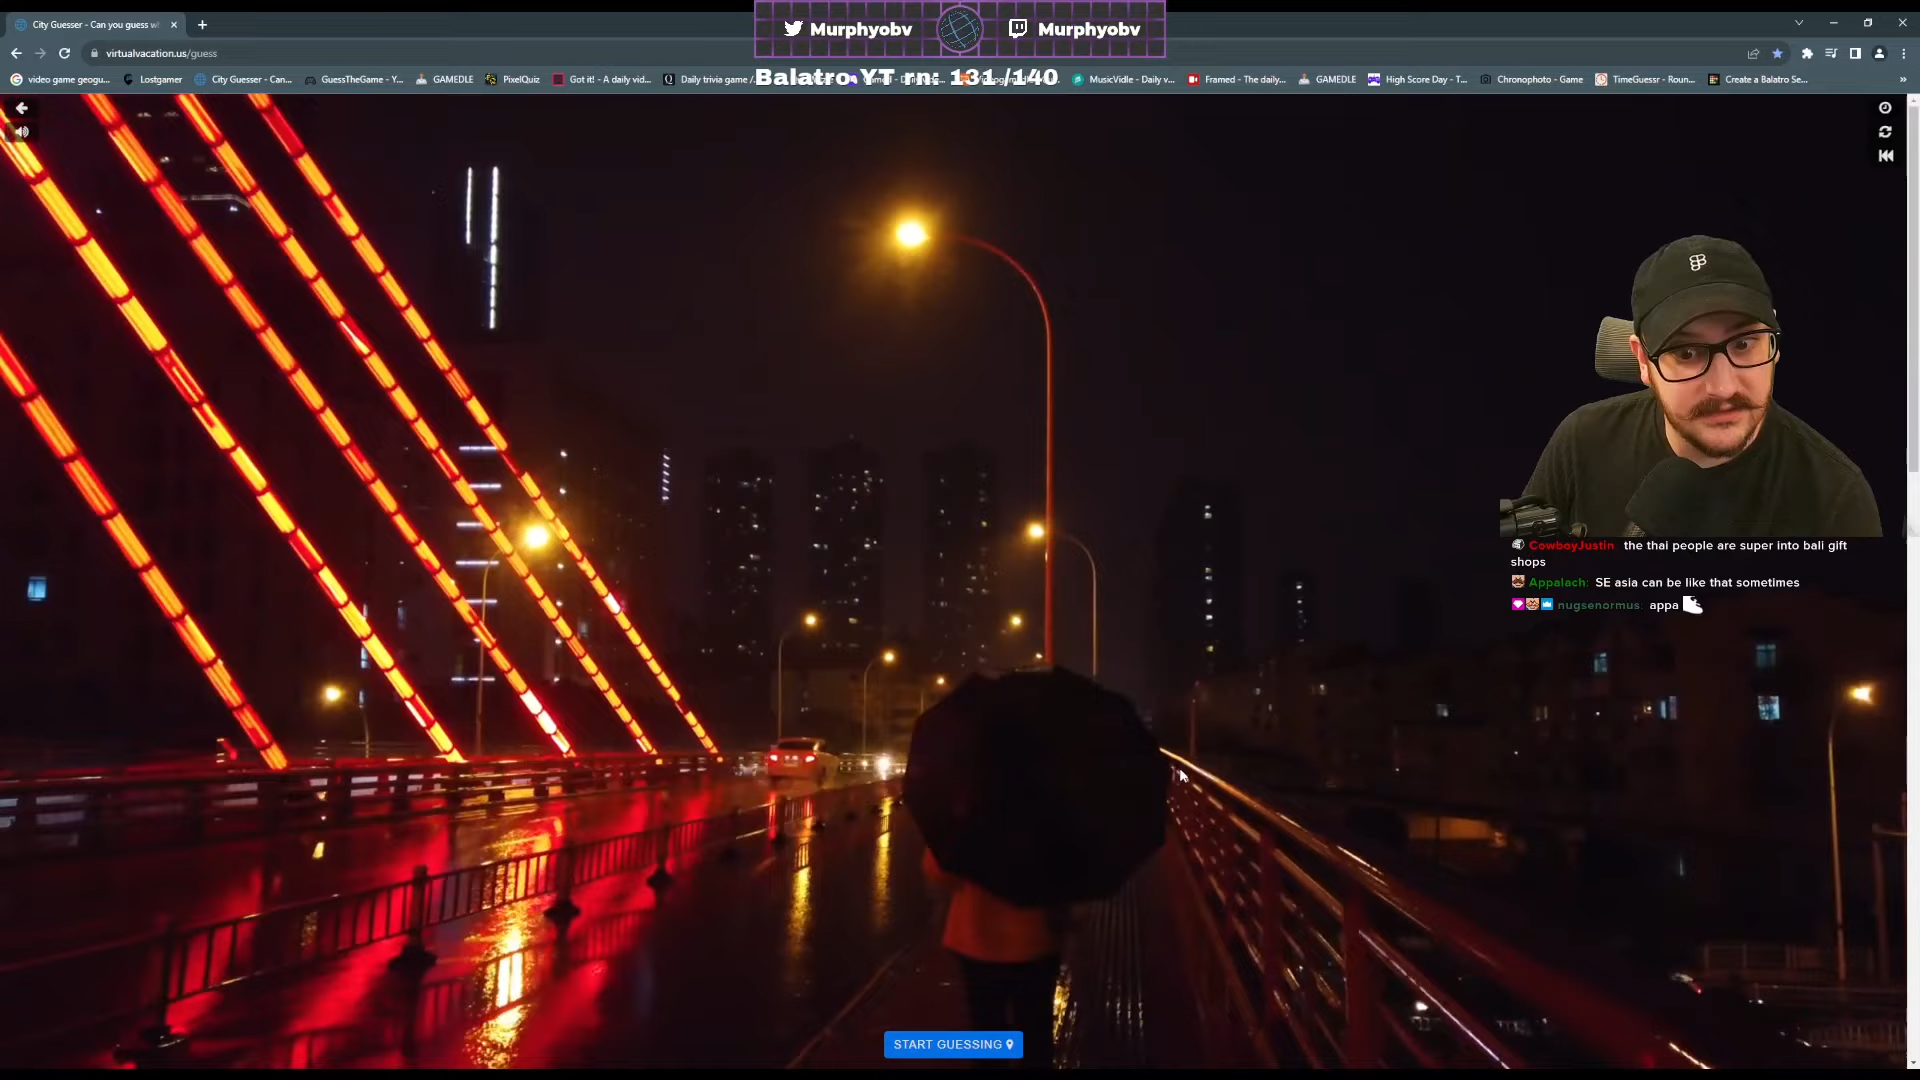 City Guesser - Can you guess w
virtualvacation.us/guess
Murphyobv
Murphyobv
video game geogu...
Lostgamer
City Guesser - Can...
GuessTheGame - Y...
GAMEDLE
PixelQuiz
Got it! - A daily vid...
Daily trivia game /...
MusicVidle - Daily v...
Framed - The daily...
GAMEDLE
High Score Day - T...
Chronophoto - Game
TimeGuessr - Roun...
Create a Balatro Se...
Balatro YT rn: 131 /140
CowboyJustin the thai people are super into bali gift
shops
Appalach: SE asia can be like that sometimes
nugsenormus: appa
START GUESSING